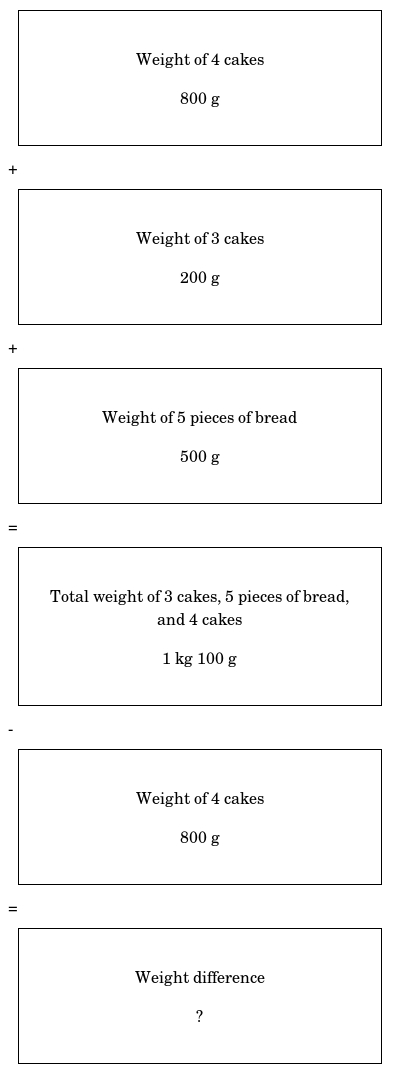 Weight of 4 cakes
800 g
+
Weight of 3 cakes
200 g
+
Weight of 5 pieces of bread
500 g
=
Total weight of 3 cakes, 5 pieces of bread,
and 4 cakes
1 kg 100 g
-
Weight of 4 cakes
800 g
=
Weight difference
?